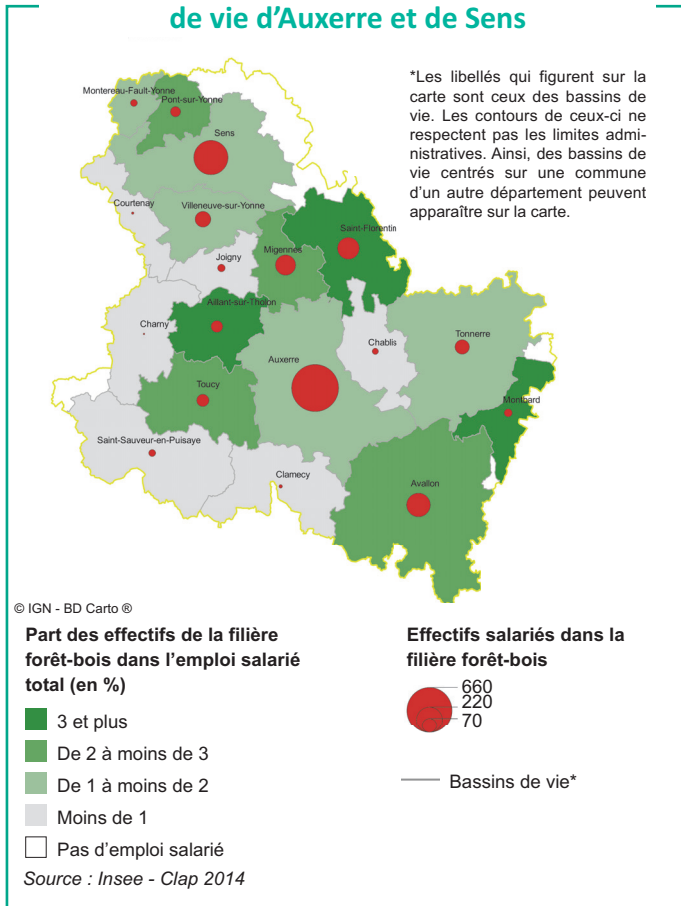 de vie d'Auxerre et de Sens
*Les libellés qui figurent sur la
carte sont ceux des bassins de
vie. Les contours de ceux-ci ne
respectent pas les limites admi-
nistratives. Ainsi, des bassins de
vie centrés sur une commune
d'un autre département peuvent
apparaître sur la carte.
Montereau-Fault-Yonne
Pont-sur-Yonne
Sens
Courtenay
Villeneuve-sur-Yonne
Saint-Florentin
Joigny
Migennes
Aillant-sur-Tholon
Charny
Chablis
Tonnerre
Auxerre
Toucy
Montbard
Saint-Sauveur-en-Puisaye
Clamecy
Avallon
© IGN - BD Carto ®
Part des effectifs de la filière
forêt-bois dans l'emploi salarié
total (en %)
3 et plus
De 2 à moins de 3
De 1 à moins de 2
Moins de 1
Pas d'emploi salarié
Effectifs salariés dans la
filière forêt-bois
660
220
70
Bassins de vie*
Source : Insee - Clap 2014